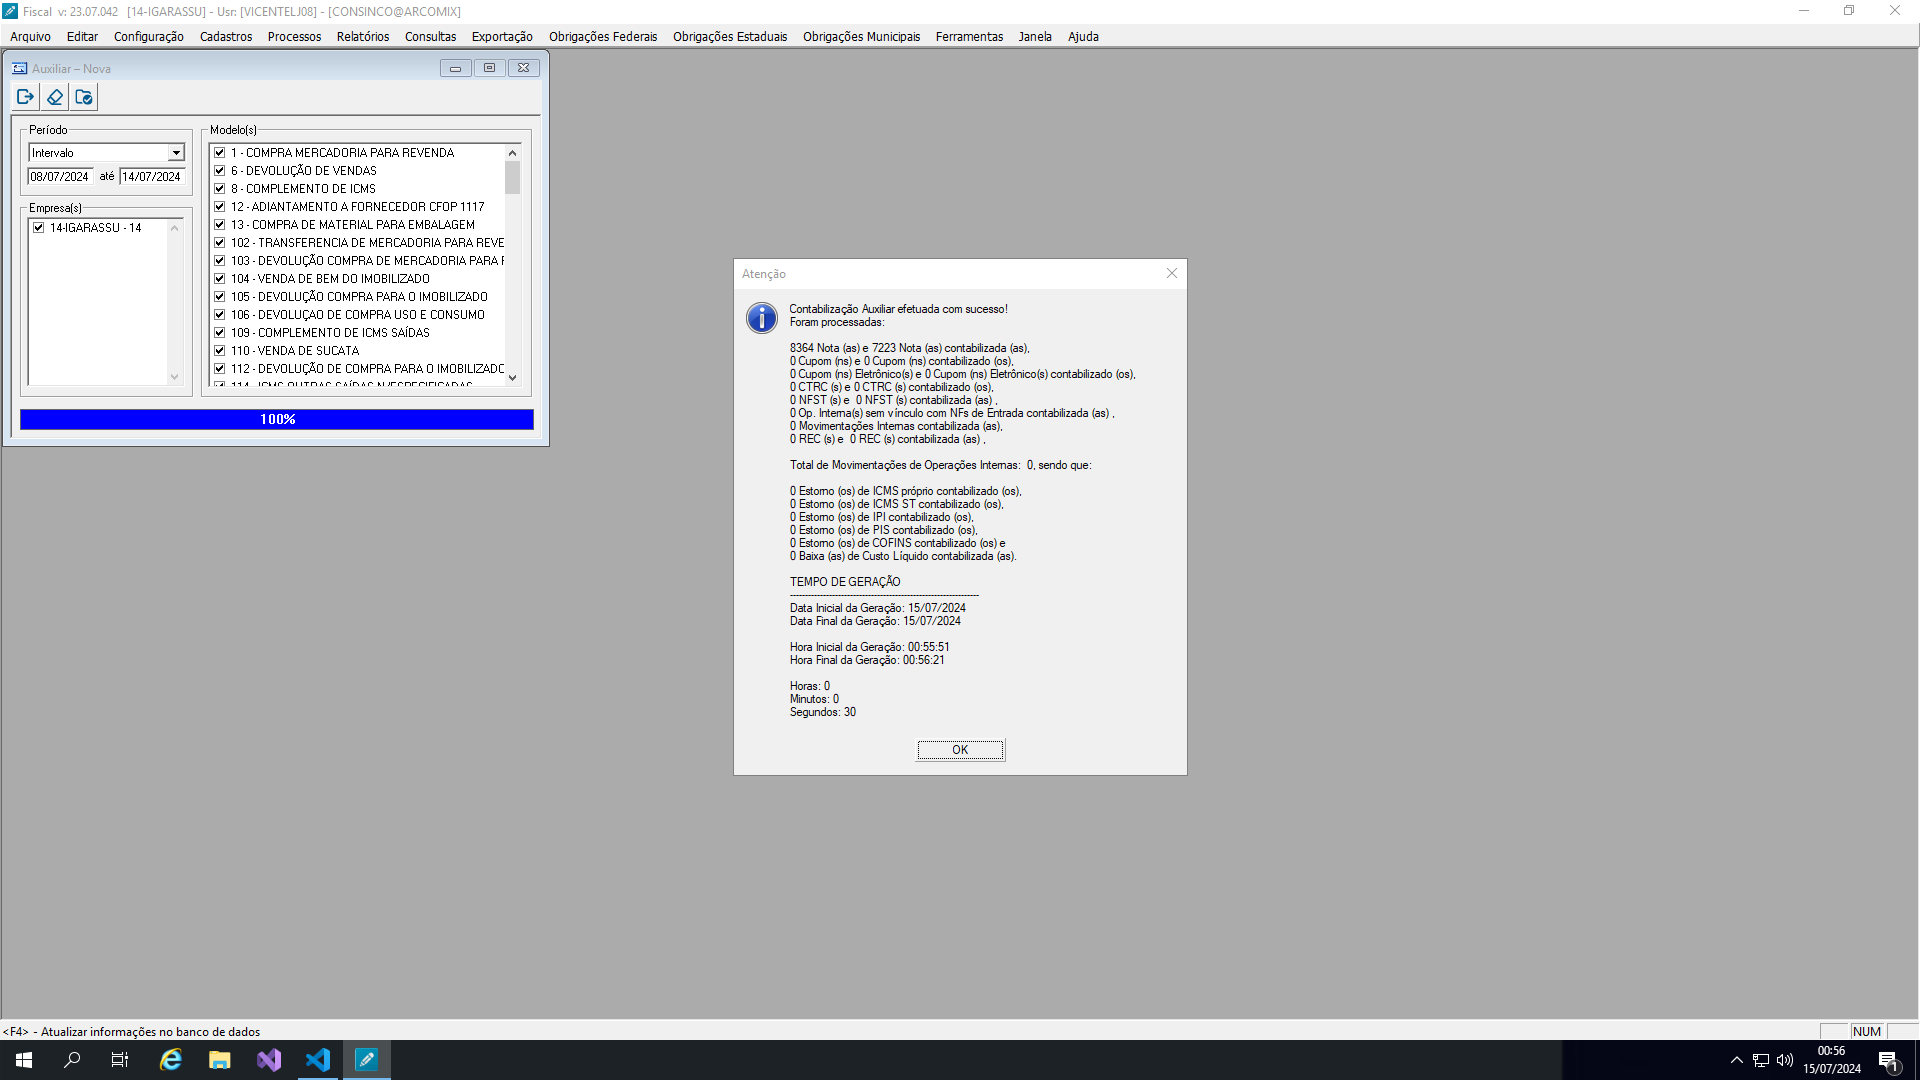 Fiscal v: 23.07.042 [14-IGARASSU] - Usr: [VICENTELJ08] - [CONSINCO@ARCOMIX]
Arquivo Editar Configuração Cadastros Processos Relatórios Consultas Exportação Obrigações Federais Obrigações Estaduais Obrigações Municipais Ferramentas Janela Ajuda
Auxiliar – Nova
Período
Intervalo
08/07/2024 até 14/07/2024
Empresa(s)
14-IGARASSU - 14
Modelo(s)
1 - COMPRA MERCADORIA PARA REVENDA
6 - DEVOLUÇÃO DE VENDAS
8 - COMPLEMENTO DE ICMS
12 - ADIANTAMENTO A FORNECEDOR CFOP 1117
13 - COMPRA DE MATERIAL PARA EMBALAGEM
102 - TRANSFERENCIA DE MERCADORIA PARA REVE
103 - DEVOLUÇÃO COMPRA DE MERCADORIA PARA
104 - VENDA DE BEM DO IMOBILIZADO
105 - DEVOLUÇÃO COMPRA PARA O IMOBILIZADO
106 - DEVOLUÇAO DE COMPRA USO E CONSUMO
109 - COMPLEMENTO DE ICMS SAÍDAS
110 - VENDA DE SUCATA
112 - DEVOLUÇÃO DE COMPRA PARA O IMOBILIZADO
114 - ICMS OUTRAS SAÍDAS N/ESPECIFICADAS
100%
Atenção
Contabilização Auxiliar efetuada com sucesso!
Foram processadas:
8364 Nota (as) e 7223 Nota (as) contabilizada (as),
0 Cupom (ns) e 0 Cupom (ns) contabilizado (os),
0 Cupom (ns) Eletrônico(s) e 0 Cupom (ns) Eletrônico(s) contabilizado (os),
0 CTRC (s) e 0 CTRC (s) contabilizado (os),
0 NFST (s) e 0 NFST (s) contabilizado (as) ,
0 Op. Interna(s) sem vínculo com NFs de Entrada contabilizada (as) ,
0 Movimentações Internas contabilizada (as),
0 REC (s) e 0 REC (s) contabilizada (as) ,
Total de Movimentações de Operações Internas: 0, sendo que:
0 Estorno (os) de ICMS próprio contabilizado (os),
0 Estorno (os) de ICMS ST contabilizado (os),
0 Estorno (os) de IPI contabilizado (os),
0 Estorno (os) de PIS contabilizado (os),
0 Estorno (os) de COFINS contabilizado (os) e
0 Baixa (as) de Custo Líquido contabilizada (as).
TEMPO DE GERAÇÃO
---------------------------------------------------------------
Data Inicial da Geração: 15/07/2024
Data Final da Geração: 15/07/2024
Hora Inicial da Geração: 00:55:51
Hora Final da Geração: 00:56:21
Horas: 0
Minutos: 0
Segundos: 30
OK
<F4> - Atualizar informações no banco de dados
NUM
00:56
15/07/2024
1